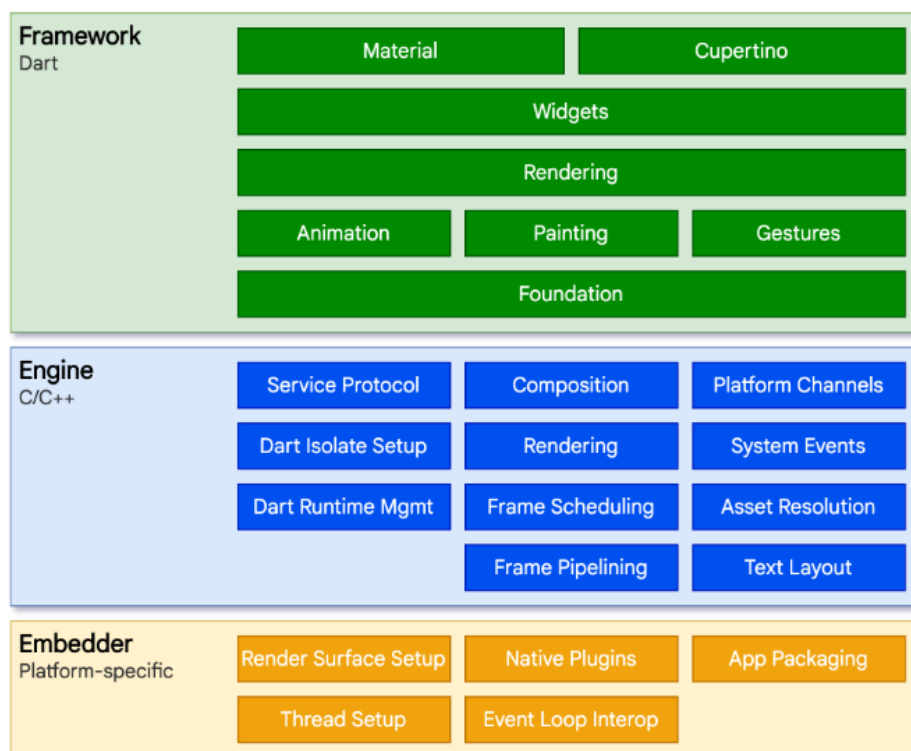 Framework
Dart
Material
Cupertino
Widgets
Rendering
Animation
Painting
Gestures
Foundation
Engine
C/C++
Service Protocol
Composition
Platform Channels
Dart Isolate Setup
Rendering
System Events
Dart Runtime Mgmt
Frame Scheduling
Asset Resolution
Frame Pipelining
Text Layout
Embedder
Platform-specific
Render Surface Setup
Native Plugins
App Packaging
Thread Setup
Event Loop Interop